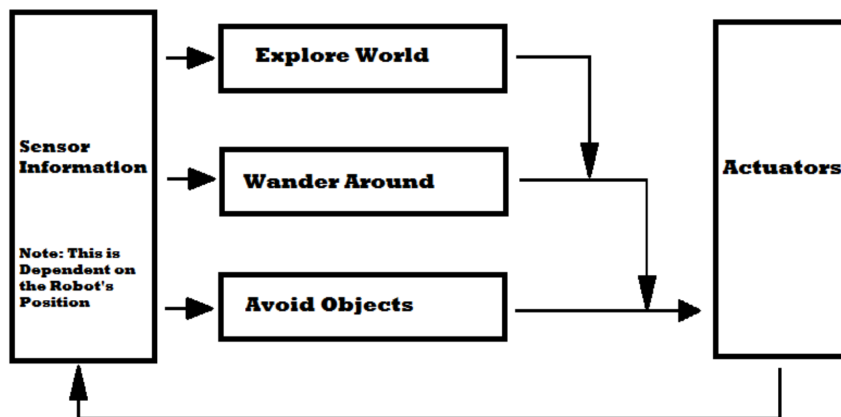 Explore World
Sensor
Information
Wander Around
Actuators
Note: This is
Dependent on
the Robot's
Position
Avoid Objects